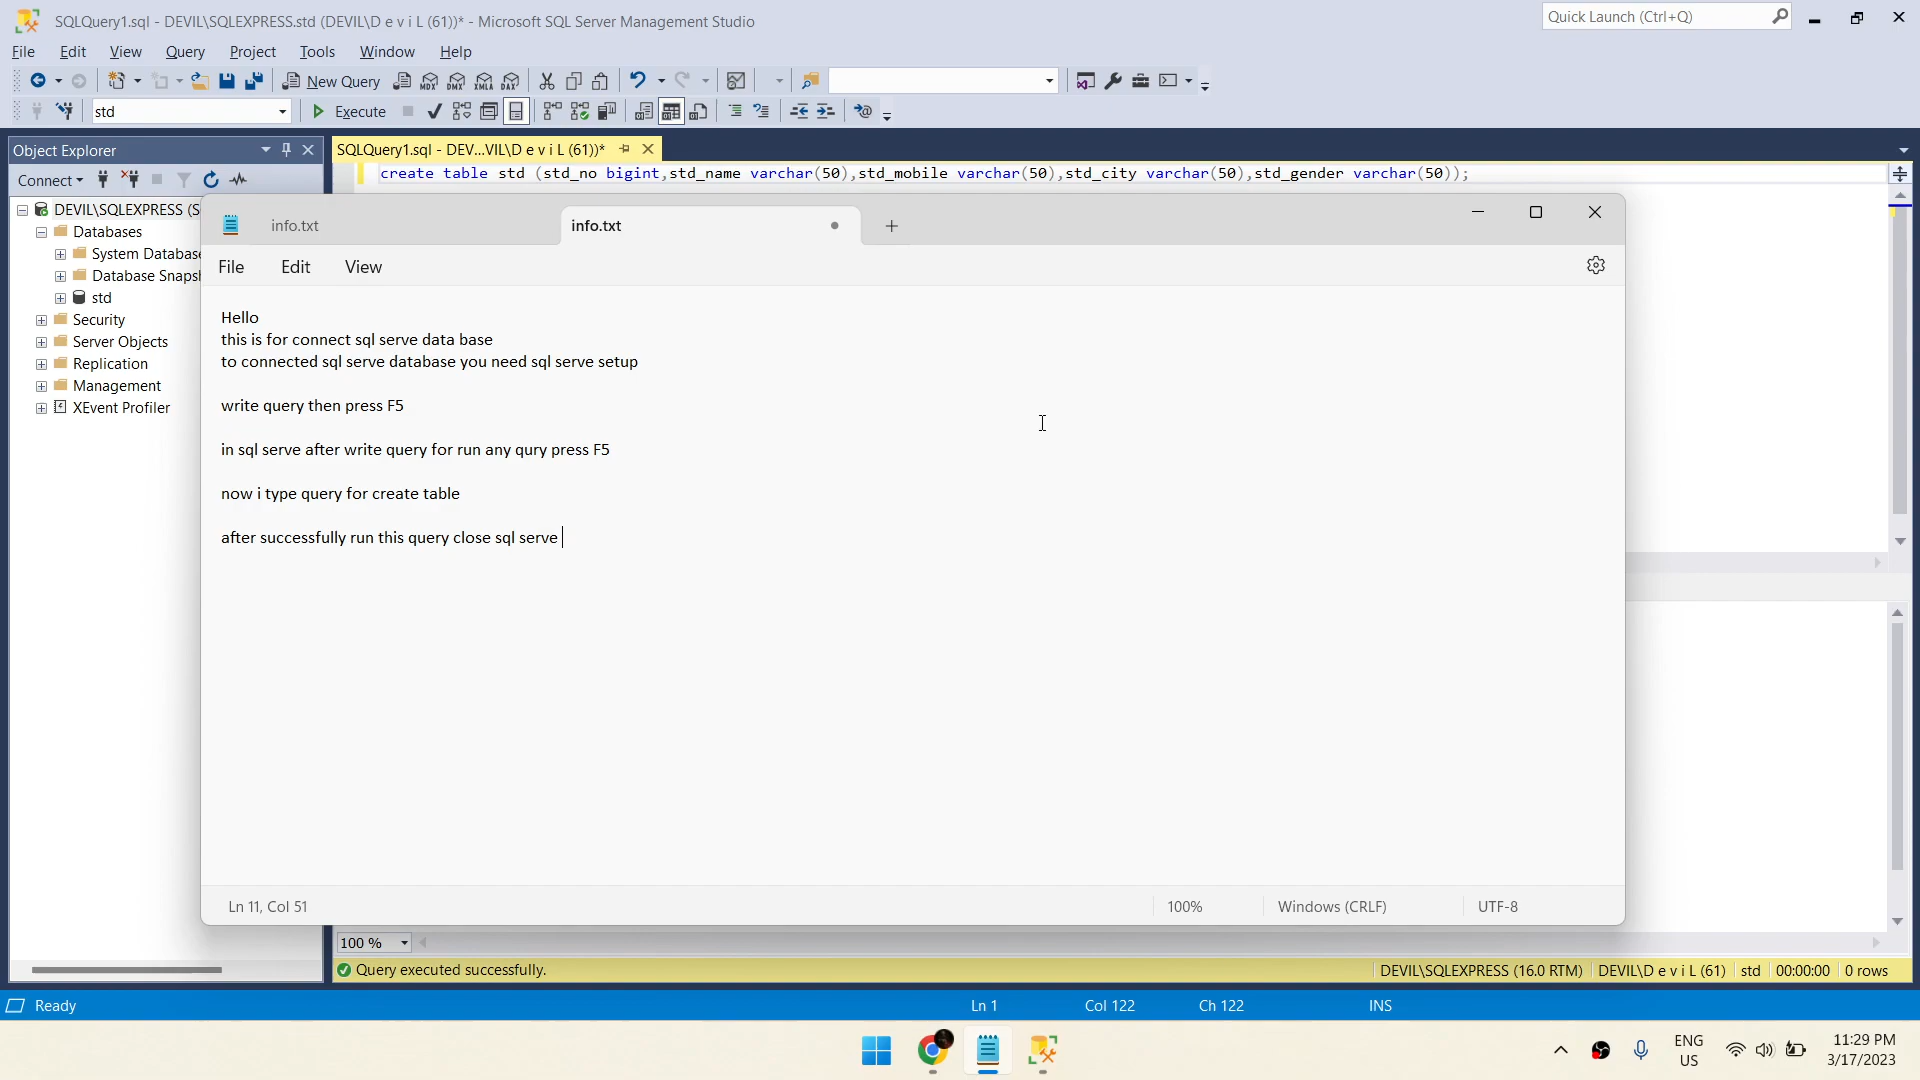 SQLQuery1.sql - DEVIL\SQLEXPRESS.std (DEVIL\D e v i L (61))* - Microsoft SQL Server Management Studio
Quick Launch (Ctrl+Q)
File Edit View Query Project Tools Window Help
New Query MDX DMX XMLA DAX
std Execute
Object Explorer
SQLQuery1.sql - DEV...VIL\D e v i L (61))*
create table std (std_no bigint,std_name varchar(50),std_mobile varchar(50),std_city varchar(50),std_gender varchar(50));
Connect
DEVIL\SQLEXPRESS (S
Databases
System Database
Database Snapsh
std
Security
Server Objects
Replication
Management
XEvent Profiler
info.txt
info.txt
File Edit View
Hello
this is for connect sql serve data base
to connected sql serve database you need sql serve setup
write query then press F5
in sql serve after write query for run any qury press F5
now i type query for create table
after successfully run this query close sql serve
Ln 11, Col 51
100%
Windows (CRLF)
UTF-8
100 %
Query executed successfully.
DEVIL\SQLEXPRESS (16.0 RTM)
DEVIL\D e v i L (61)
std
00:00:00
0 rows
Ready
Ln 1
Col 122
Ch 122
INS
ENG
US
11:29 PM
3/17/2023